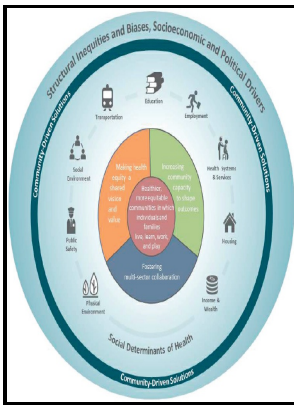 Structural Inequities and Biases, Socioeconomic and Political Drivers
Community-Driven Solutions
Community-Driven Solutions
Education
Transportation
Employment
Social
Environment
Health Systems
& Services
Making health
equity a
shared
vision and
value
Increasing
community
capacity
to shape
outcomes
Healthier
more equitable
communities in which
individuals and
families
live, learn, work,
and play
Public
Safety
Housing
Fostering
multi-sector collaboration
Physical
Environment
Income &
Wealth
Social Determinants of Health
Community-Driven Solutions